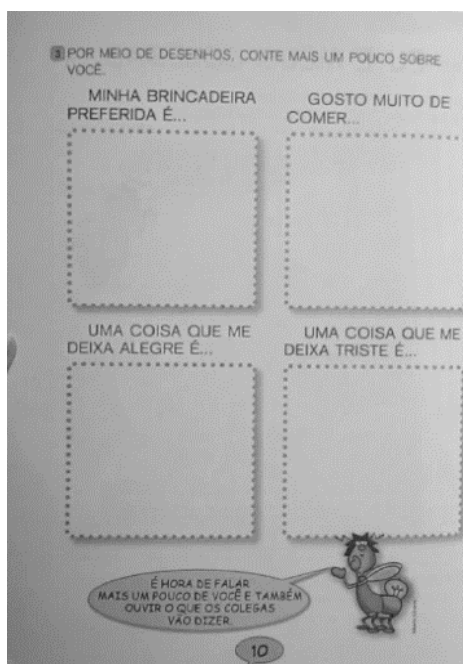 3 POR MEIO DE DESENHOS, CONTE MAIS UM POUCO SOBRE
VOCÊ.
MINHA BRINCADEIRA
PREFERIDA É...
GOSTO MUITO DE
COMER...
UMA COISA QUE ME
DEIXA ALEGRE É...
UMA COISA QUE ME
DEIXA TRISTE É...
É HORA DE FALAR
MAIS UM POUCO DE VOCÊ E TAMBÉM
OUVIR O QUE OS COLEGAS
VÃO DIZER.
10